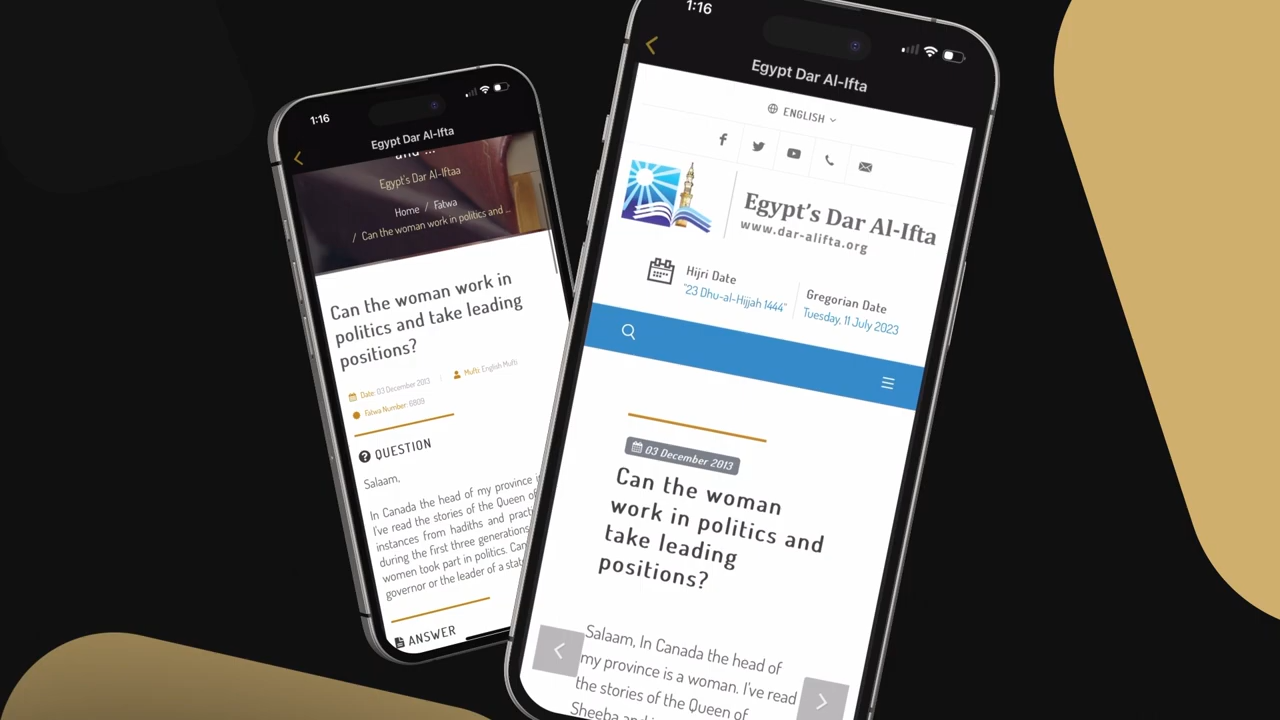 1:16
Egypt Dar Al-Ifta
and ...
Egypt's Dar Al-Iftaa
Home / Fatwa
/ Can the woman work in politics and ...
Can the woman work in
politics and take leading
positions?
Date: 03 December 2013
Mufti: English Mufti
Fatwa Number: 6809
QUESTION
Salaam,
In Canada the head of my province
I've read the stories of the Queen of
instances from hadiths and
during the first three generations
women took part in politics. Can
governor or the leader of a
ANSWER
1:16
Egypt Dar Al-Ifta
ENGLISH
Egypt's Dar Al-Ifta
www.dar-alifta.org
Hijri Date
"23 Dhu-al-Hijjah 1444"
Gregorian Date
Tuesday, 11 July 2023
03 December 2013
Can the woman
work in politics and
take leading
positions?
Salaam, In Canada the head of
my province is a woman. I've read
the stories of the Queen of
Sheeba